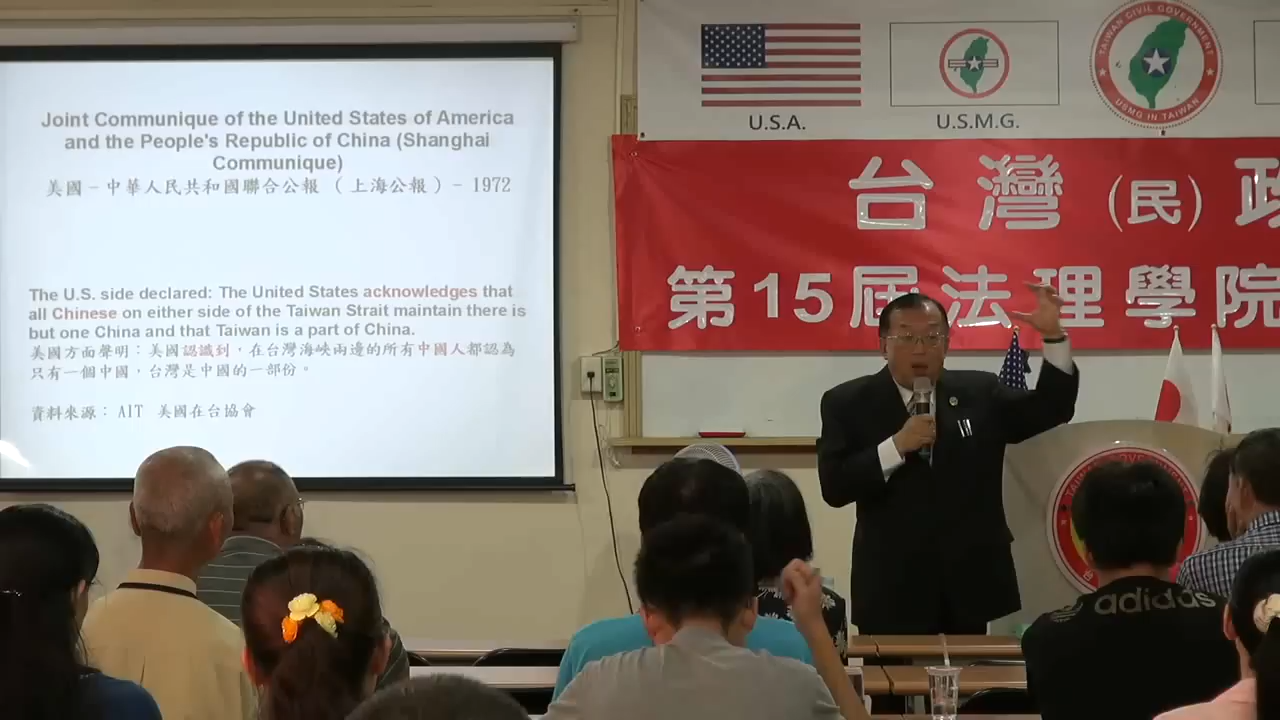 Joint Communique of the United States of America
and the People's Republic of China (Shanghai
Communique)
美國－中華人民共和國聯合公報 （上海公報）－ 1972
The U.S. side declared: The United States acknowledges that
all Chinese on either side of the Taiwan Strait maintain there is
but one China and that Taiwan is a part of China.
美國方面聲明：美國認識到，在台灣海峽兩邊的所有中國人都認為
只有一個中國，台灣是中國的一部份。
資料來源： AIT 美國在台協會
U.S.A.
U.S.M.G.
TAIWAN CIVIL GOVERNMENT
USMG IN TAIWAN
台灣(民)政
第15屆法理學院
adidas